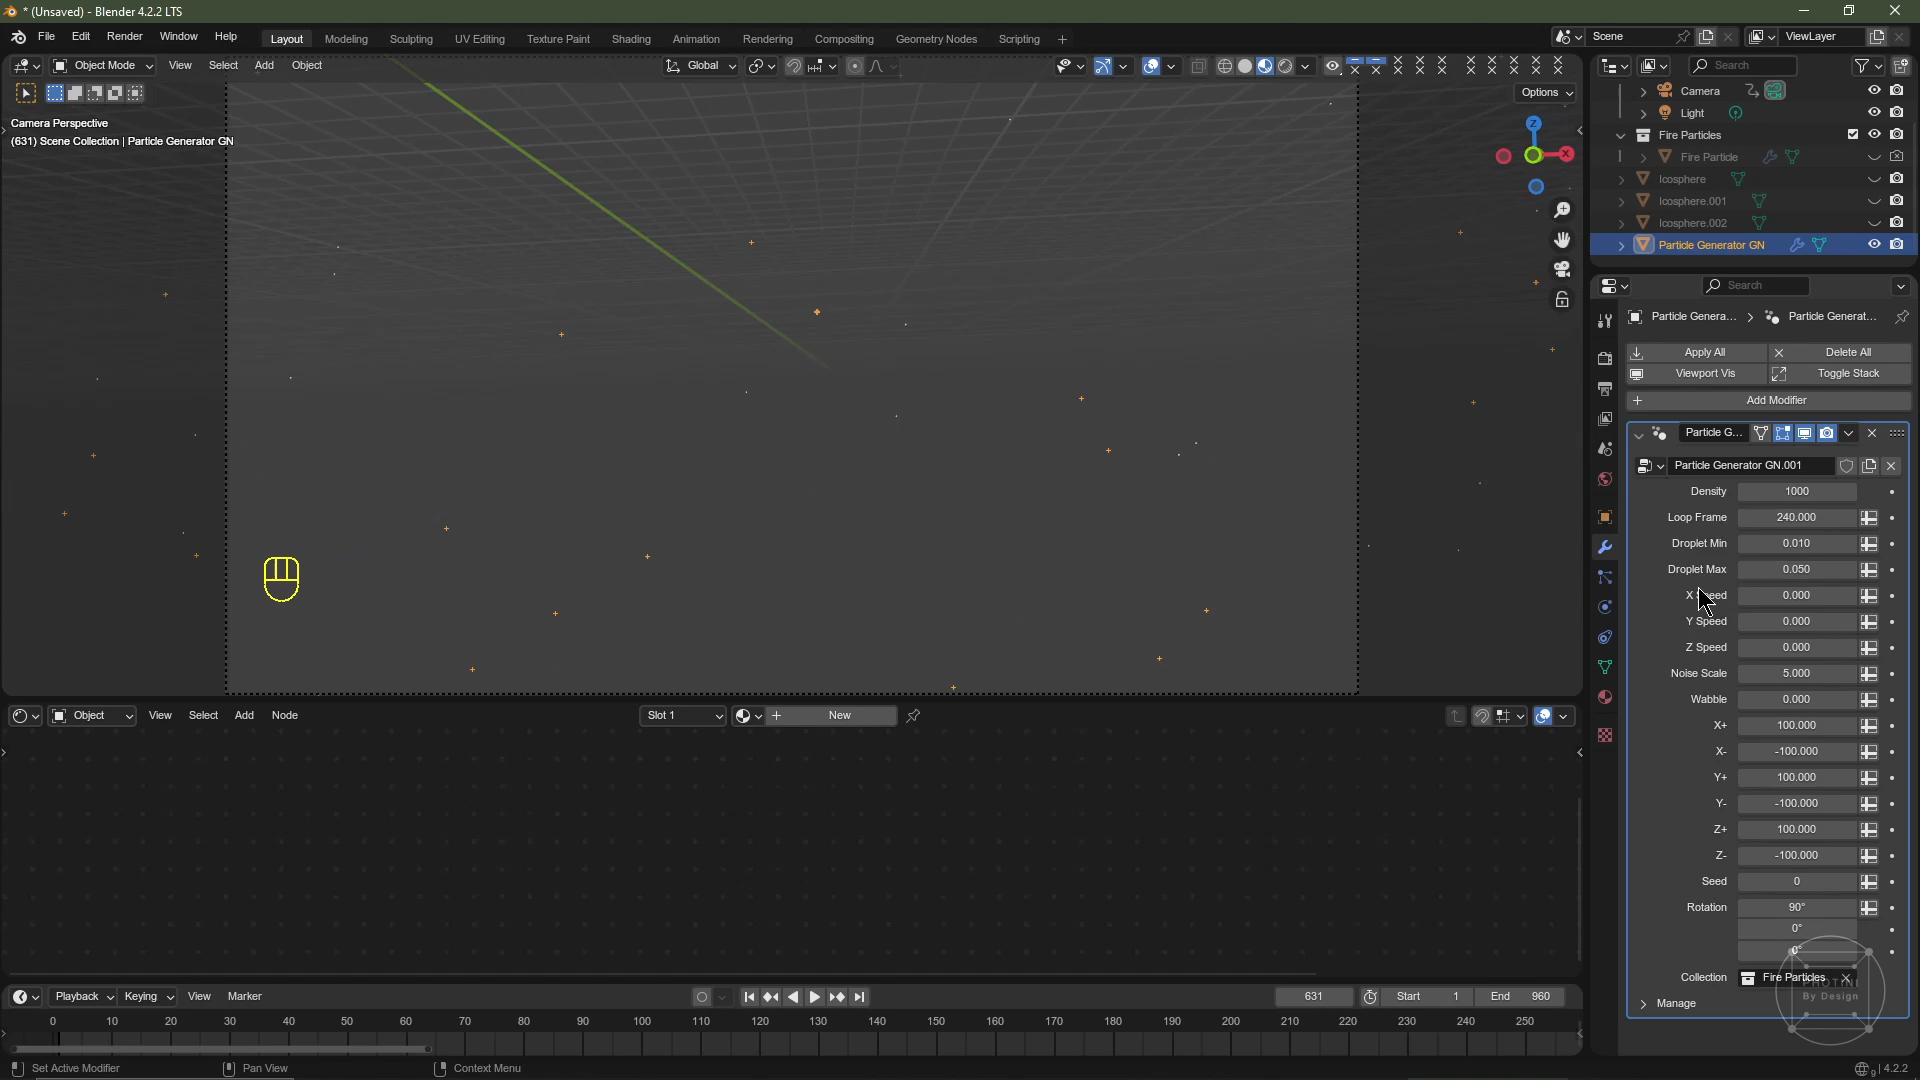 * (Unsaved) - Blender 4.2.2 LTS
File Edit Render Window Help Layout Modeling Sculpting UV Editing Texture Paint Shading Animation Rendering Compositing Geometry Nodes Scripting + Scene ViewLayer
Object Mode View Select Add Object Global Search
Options
Camera Perspective
(631) Scene Collection | Particle Generator GN
Z
X
Camera
Light
Fire Particles
Fire Particle
Icosphere
Icosphere.001
Icosphere.002
Particle Generator GN
Search
Particle Genera... Particle Generat...
Apply All Delete All
Viewport Vis Toggle Stack
+ Add Modifier
Particle G...
Particle Generator GN.001
Density 1000
Loop Frame 240.000
Droplet Min 0.010
Droplet Max 0.050
X Speed 0.000
Y Speed 0.000
Z Speed 0.000
Noise Scale 5.000
Wabble 0.000
X+ 100.000
X- -100.000
Y+ 100.000
Y- -100.000
Z+ 100.000
Z- -100.000
Seed 0
Rotation 90°
0°
0°
Collection Fire Particles
Manage
PHOTINI
By Design
Object View Select Add Node Slot 1 + New
Playback Keying View Marker 631 Start 1 End 960
0 10 20 30 40 50 60 70 80 90 100 110 120 130 140 150 160 170 180 190 200 210 220 230 240 250
Set Active Modifier Pan View Context Menu 9 | 4.2.2